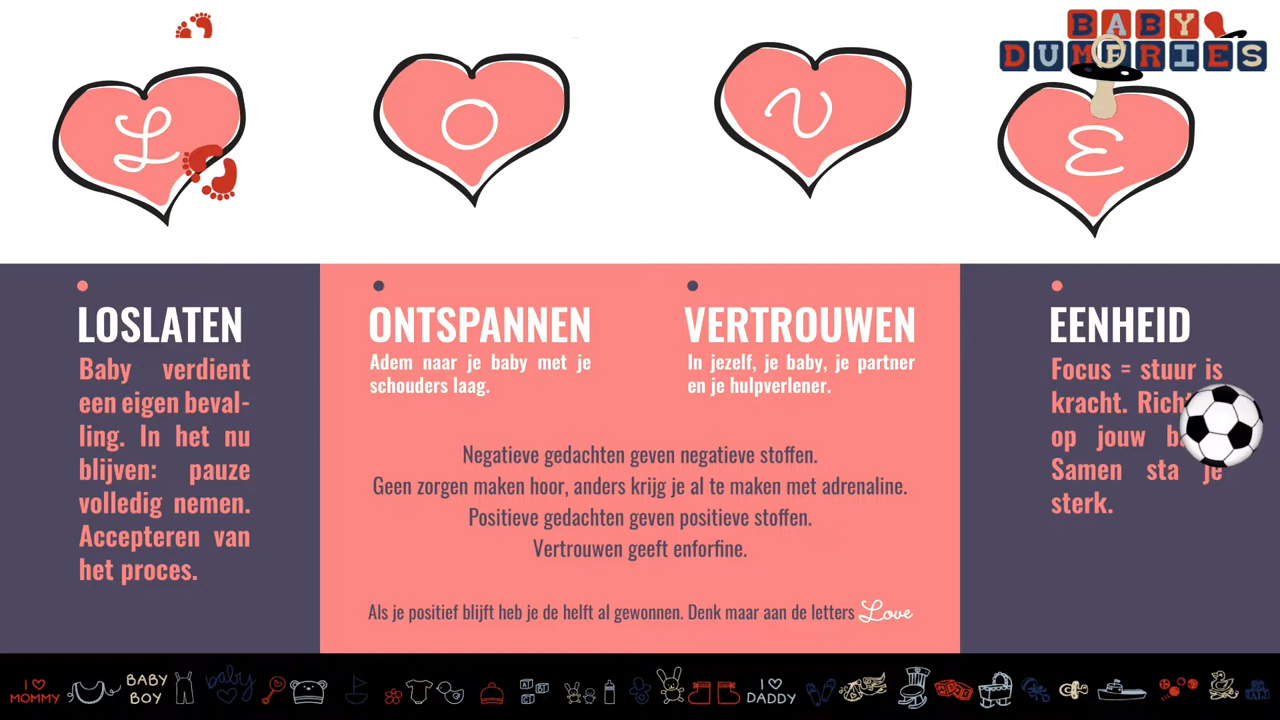 BABY
DUMFRIES
L
O
V
E
LOSLATEN
Baby verdient
een eigen beval-
ling. In het nu
blijven: pauze
volledig nemen.
Accepteren van
het proces.
ONTSPANNEN
Adem naar je baby met je
schouders laag.
VERTROUWEN
In jezelf, je baby, je partner
en je hulpverlener.
Negatieve gedachten geven negatieve stoffen.
Geen zorgen maken hoor, anders krijg je al te maken met adrenaline.
Positieve gedachten geven positieve stoffen.
Vertrouwen geeft enforfine.
Als je positief blijft heb je de helft al gewonnen. Denk maar aan de letters Love
EENHEID
Focus = stuur is
kracht.
op jouw
Samen sta je
sterk.
I ♡ MOMMY
BABY
BOY
baby
I ♡
DADDY